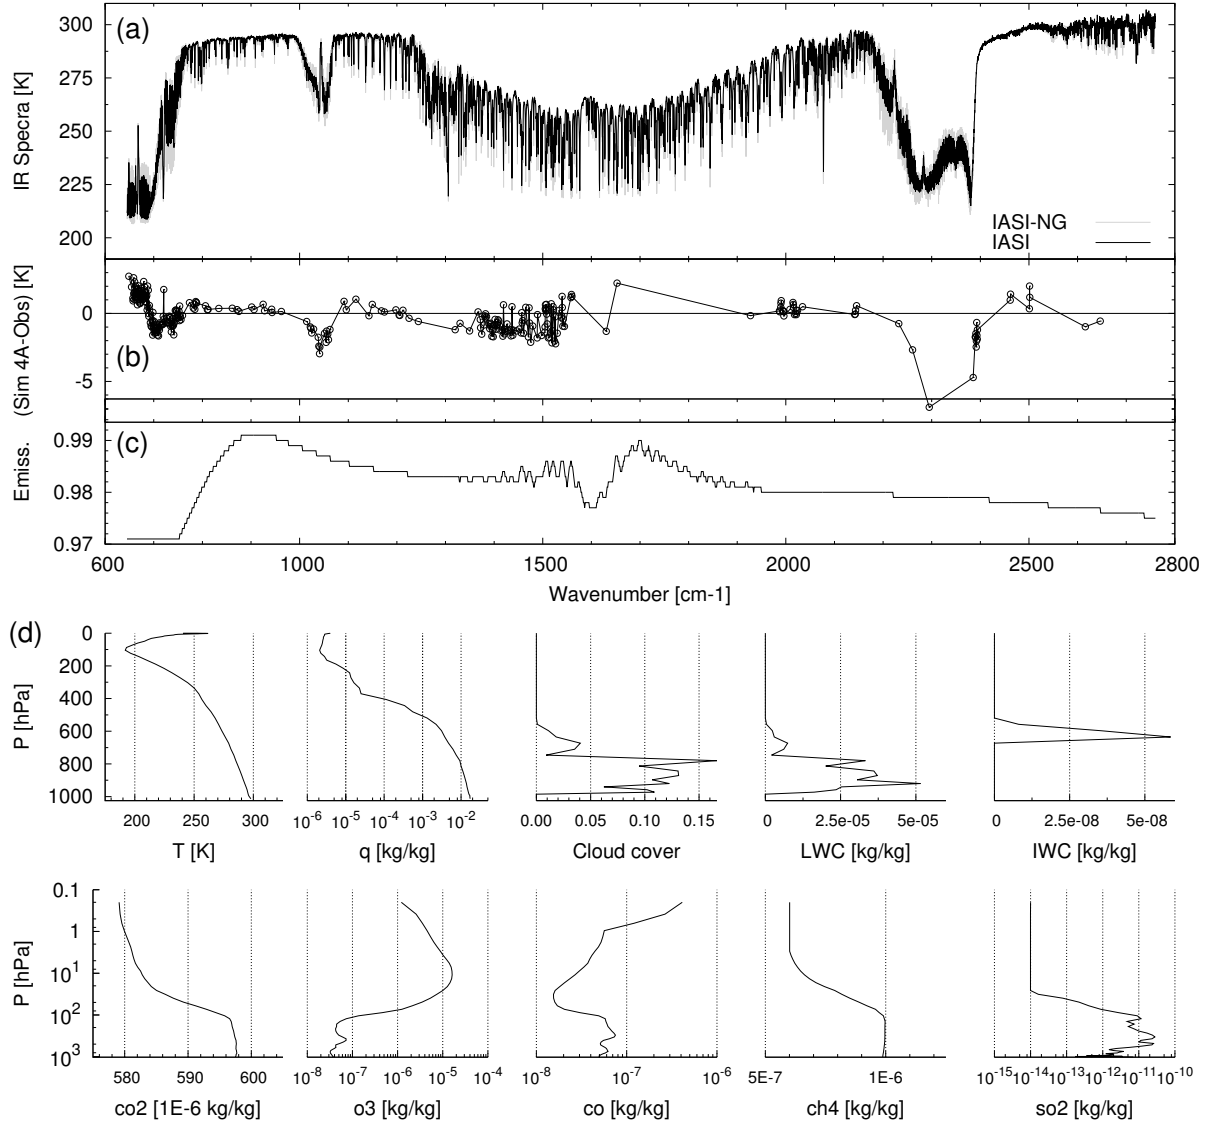 (a)
IR Specra [K]
300
275
250
225
200
IASI-NG
IASI
(Sim 4A-Obs) [K]
0
-5
(b)
Emiss.
(c)
0.99
0.98
0.97
600 1000 1500 2000 2500 2800
Wavenumber [cm-1]
(d)
P [hPa]
0
200
400
600
800
1000
200 250 300
T [K]
10-6 10-5 10-4 10-3 10-2
q [kg/kg]
0.00 0.05 0.10 0.15
Cloud cover
0 2.5e-05 5e-05
LWC [kg/kg]
0 2.5e-08 5e-08
IWC [kg/kg]
P [hPa]
0.1
1
101
102
103
580 590 600
co2 [1E-6 kg/kg]
10-8 10-7 10-6 10-5 10-4
o3 [kg/kg]
10-8 10-7 10-6
co [kg/kg]
5E-7 1E-6
ch4 [kg/kg]
10-15 10-14 10-13 10-12 10-11 10-10
so2 [kg/kg]